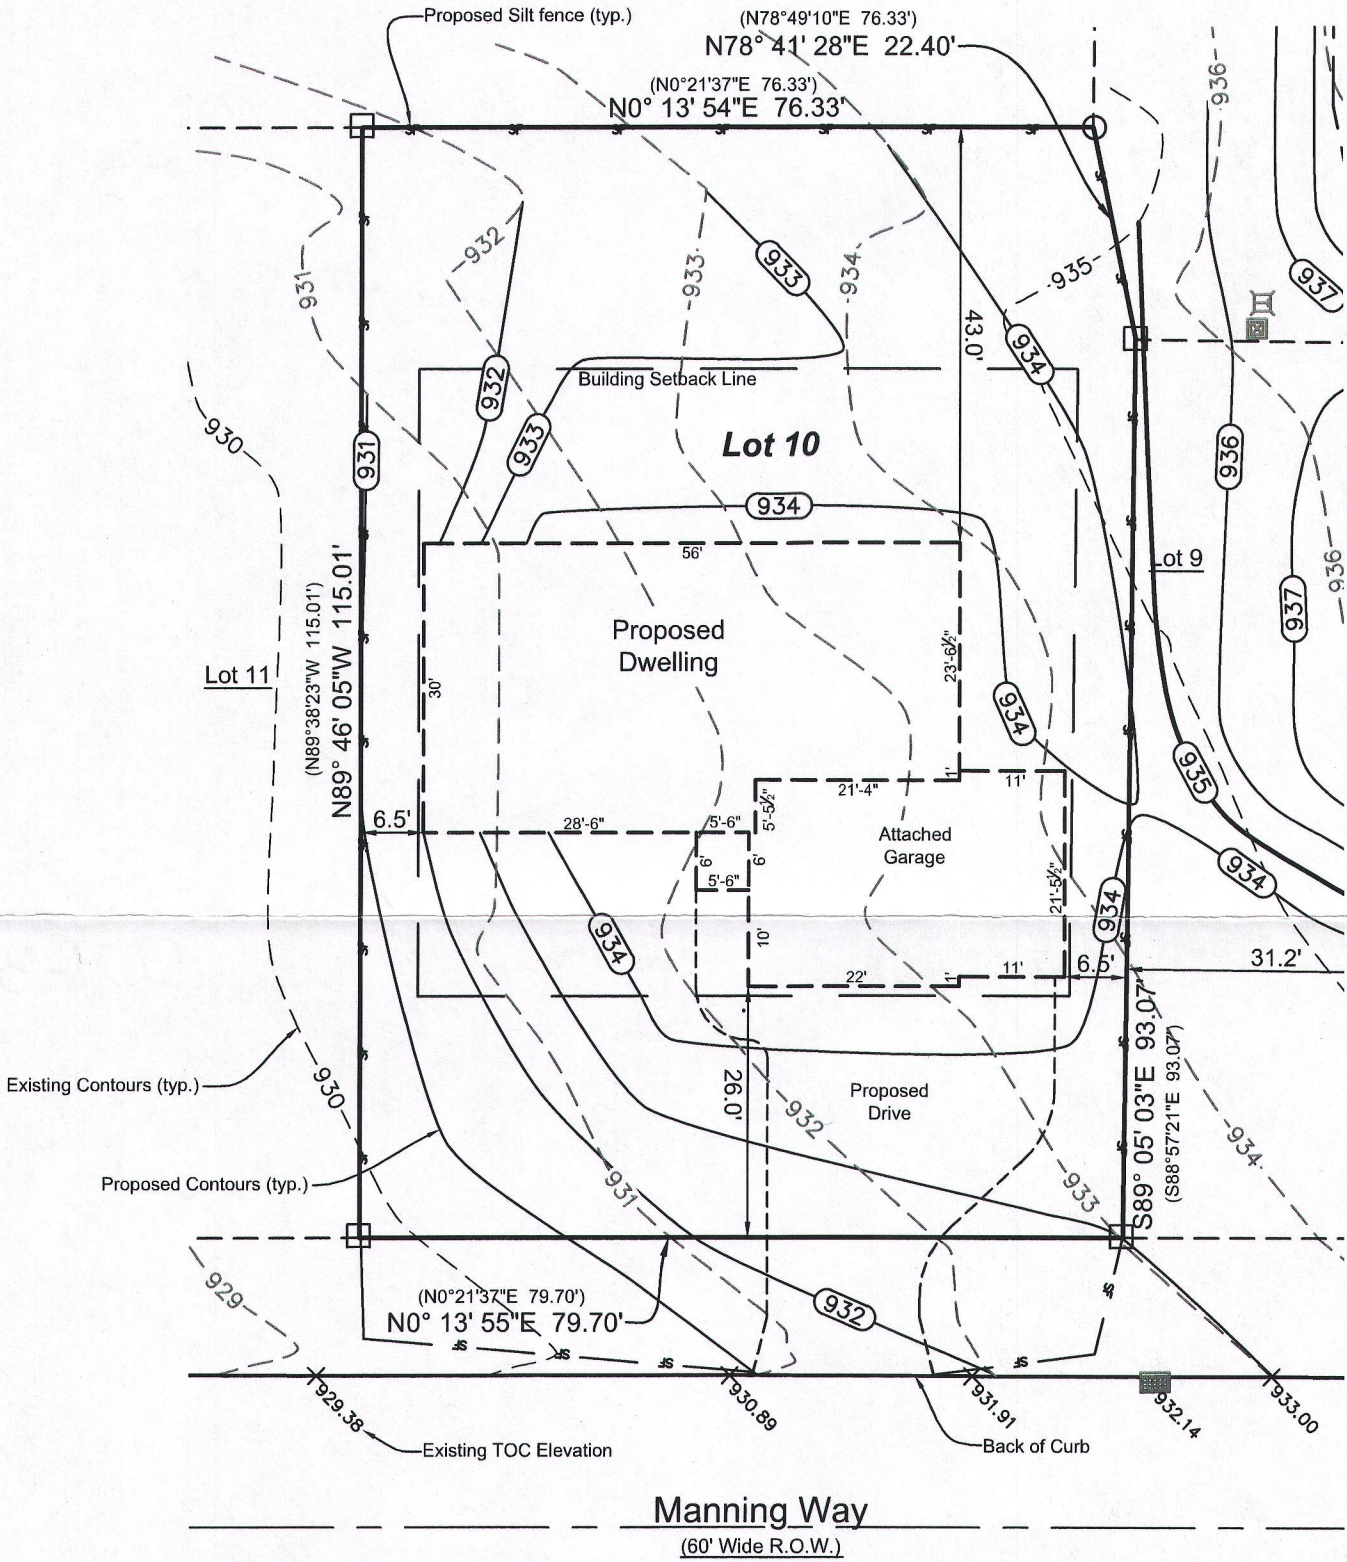 Proposed Silt fence (typ.)
(N78°49'10"E 76.33')
N78° 41' 28"E 22.40'
(N0°21'37"E 76.33')
N0° 13' 54"E 76.33'
936
932
931
933
933
934
935
937
43.0'
934
932
Building Setback Line
933
930
931
Lot 10
936
934
56'
Lot 9
936
937
(N89°38'23"W 115.01')
N89° 46' 05"W 115.01'
Proposed
Dwelling
Lot 11
30'
23'-6½"
934
935
1'
11'
21'-4"
5'-5½"
6.5'
28'-6"
5'-6"
Attached
Garage
6'
6'
5'-6"
21'-5½"
934
934
934
10'
6.5'
31.2'
22'
1'
11'
Existing Contours (typ.)
930
26.0'
932
Proposed
Drive
S89° 05' 03"E 93.07'
(S88°57'21"E 93.07')
934
Proposed Contours (typ.)
931
933
929
(N0°21'37"E 79.70')
N0° 13' 55"E 79.70'
932
SF
SF
SF
SF
SF
929.38
930.89
931.91
932.14
933.00
Existing TOC Elevation
Back of Curb
Manning Way
(60' Wide R.O.W.)